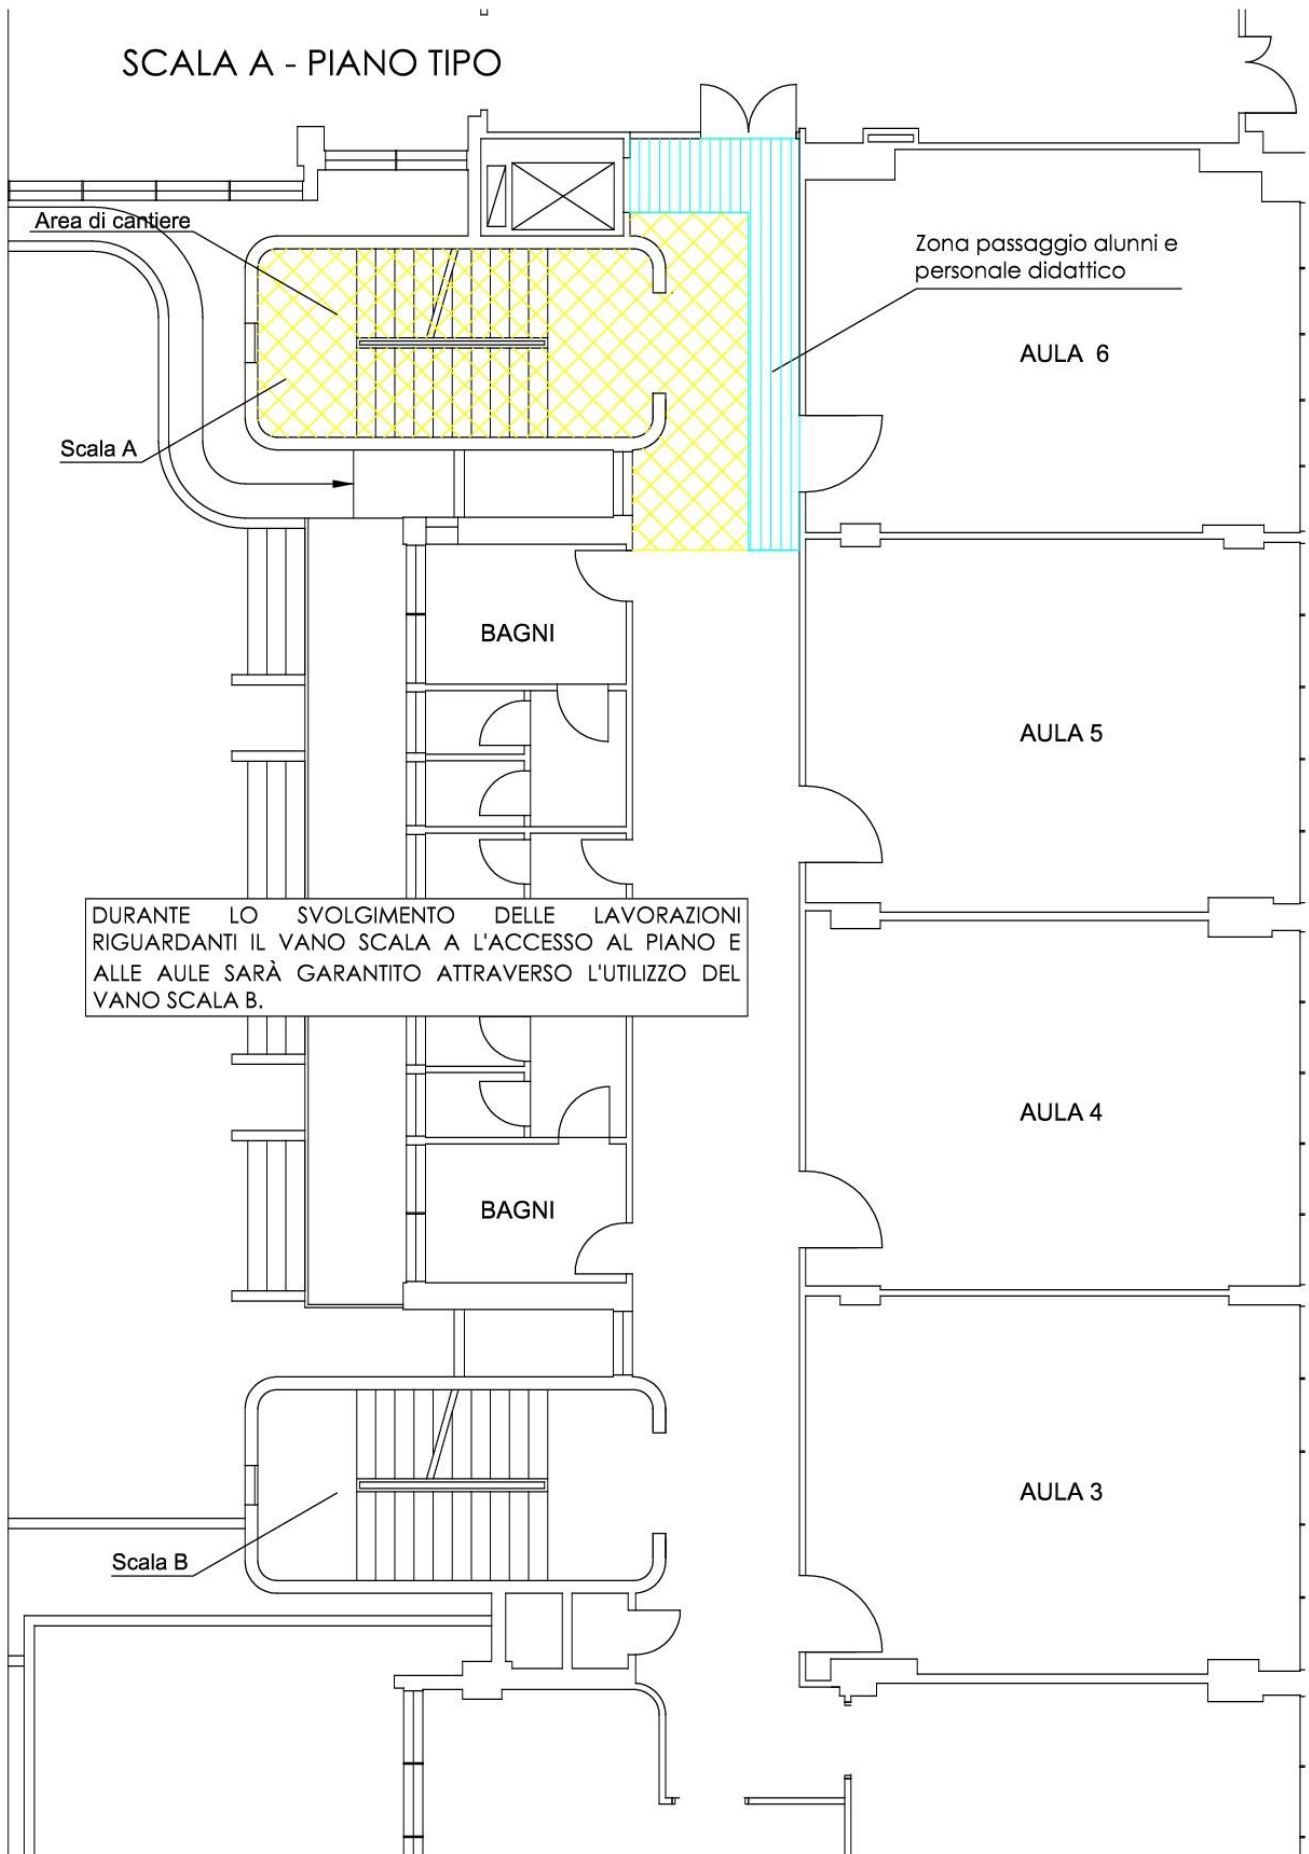 SCALA A - PIANO TIPO
Area di cantiere
Zona passaggio alunni e
personale didattico
AULA 6
Scala A
BAGNI
AULA 5
DURANTE LO SVOLGIMENTO DELLE LAVORAZIONI
RIGUARDANTI IL VANO SCALA A L'ACCESSO AL PIANO E
ALLE AULE SARÀ GARANTITO ATTRAVERSO L'UTILIZZO DEL
VANO SCALA B.
AULA 4
BAGNI
AULA 3
Scala B